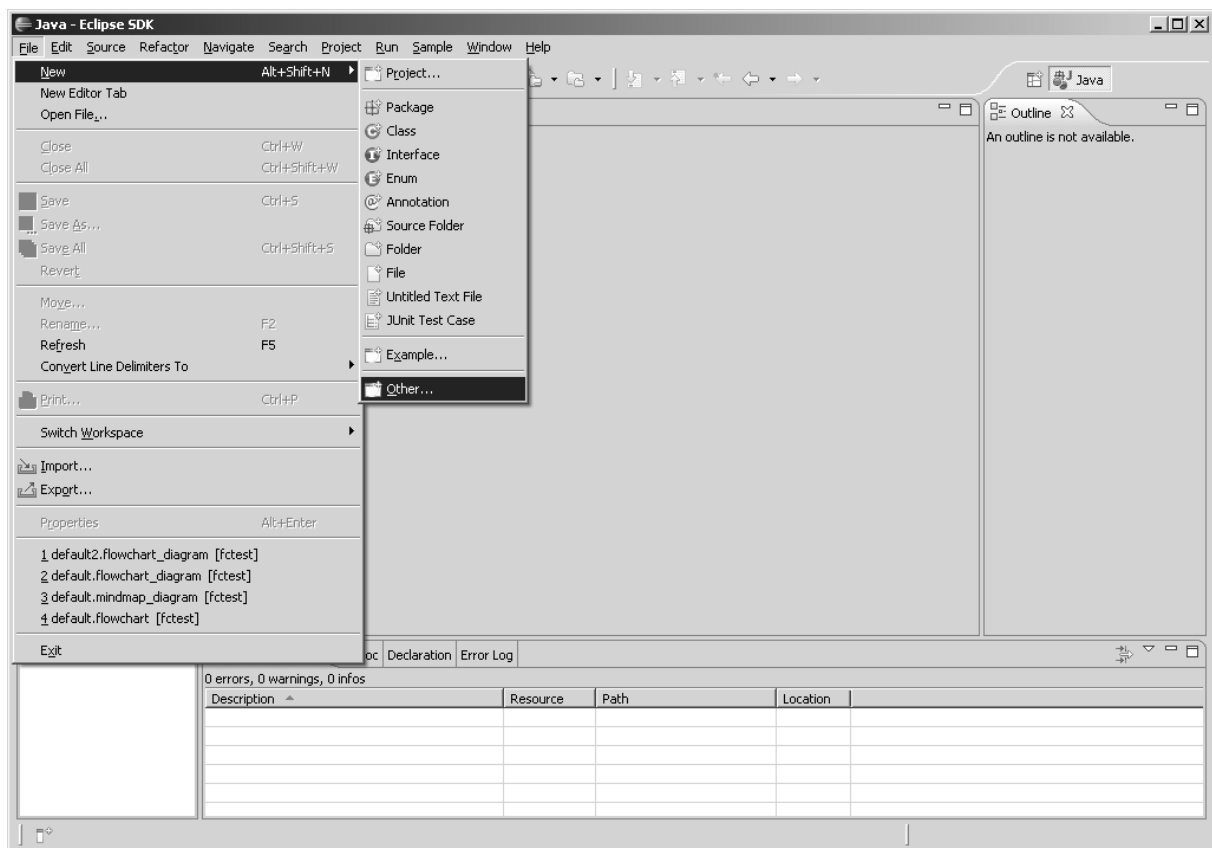 Java - Eclipse SDK
File Edit Source Refactor Navigate Search Project Run Sample Window Help
New Alt+Shift+N
New Editor Tab
Open File...
Close Ctrl+W
Close All Ctrl+Shift+W
Save Ctrl+S
Save As...
Save All Ctrl+Shift+S
Revert
Move...
Rename... F2
Refresh F5
Convert Line Delimiters To
Print... Ctrl+P
Switch Workspace
Import...
Export...
Properties Alt+Enter
1 default2.flowchart_diagram [fctest]
2 default.flowchart_diagram [fctest]
3 default.mindmap_diagram [fctest]
4 default.flowchart [fctest]
Exit
Project...
Package
Class
Interface
Enum
Annotation
Source Folder
Folder
File
Untitled Text File
JUnit Test Case
Example...
Other...
Java
Outline
An outline is not available.
oc Declaration Error Log
0 errors, 0 warnings, 0 infos
Description Resource Path Location